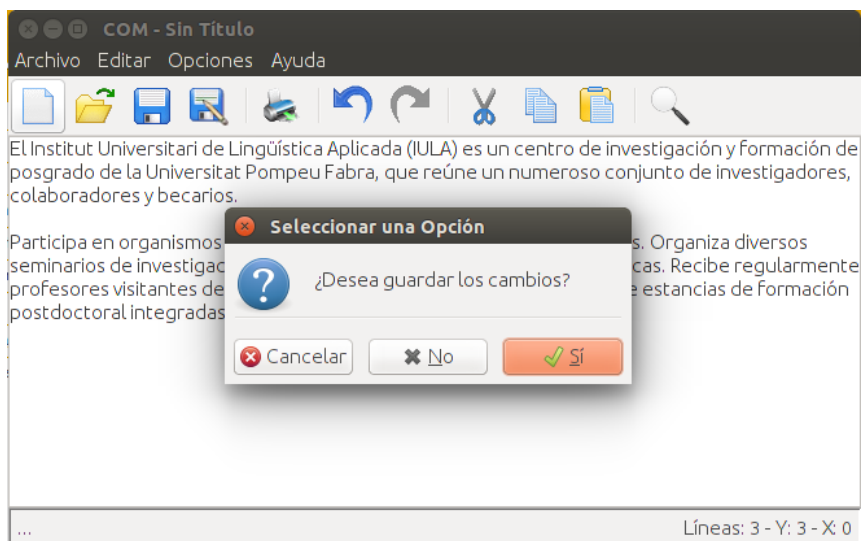 COM - Sin Título
Archivo Editar Opciones Ayuda
El Institut Universitari de Lingüística Aplicada (IULA) es un centro de investigación y formación de
posgrado de la Universitat Pompeu Fabra, que reúne un numeroso conjunto de investigadores,
colaboradores y becarios.
Participa en organismos s. Organiza diversos
seminarios de investigac cas. Recibe regularmente
profesores visitantes de e estancias de formación
postdoctoral integradas
Seleccionar una Opción
¿Desea guardar los cambios?
Cancelar No Sí
... Líneas: 3 - Y: 3 - X: 0